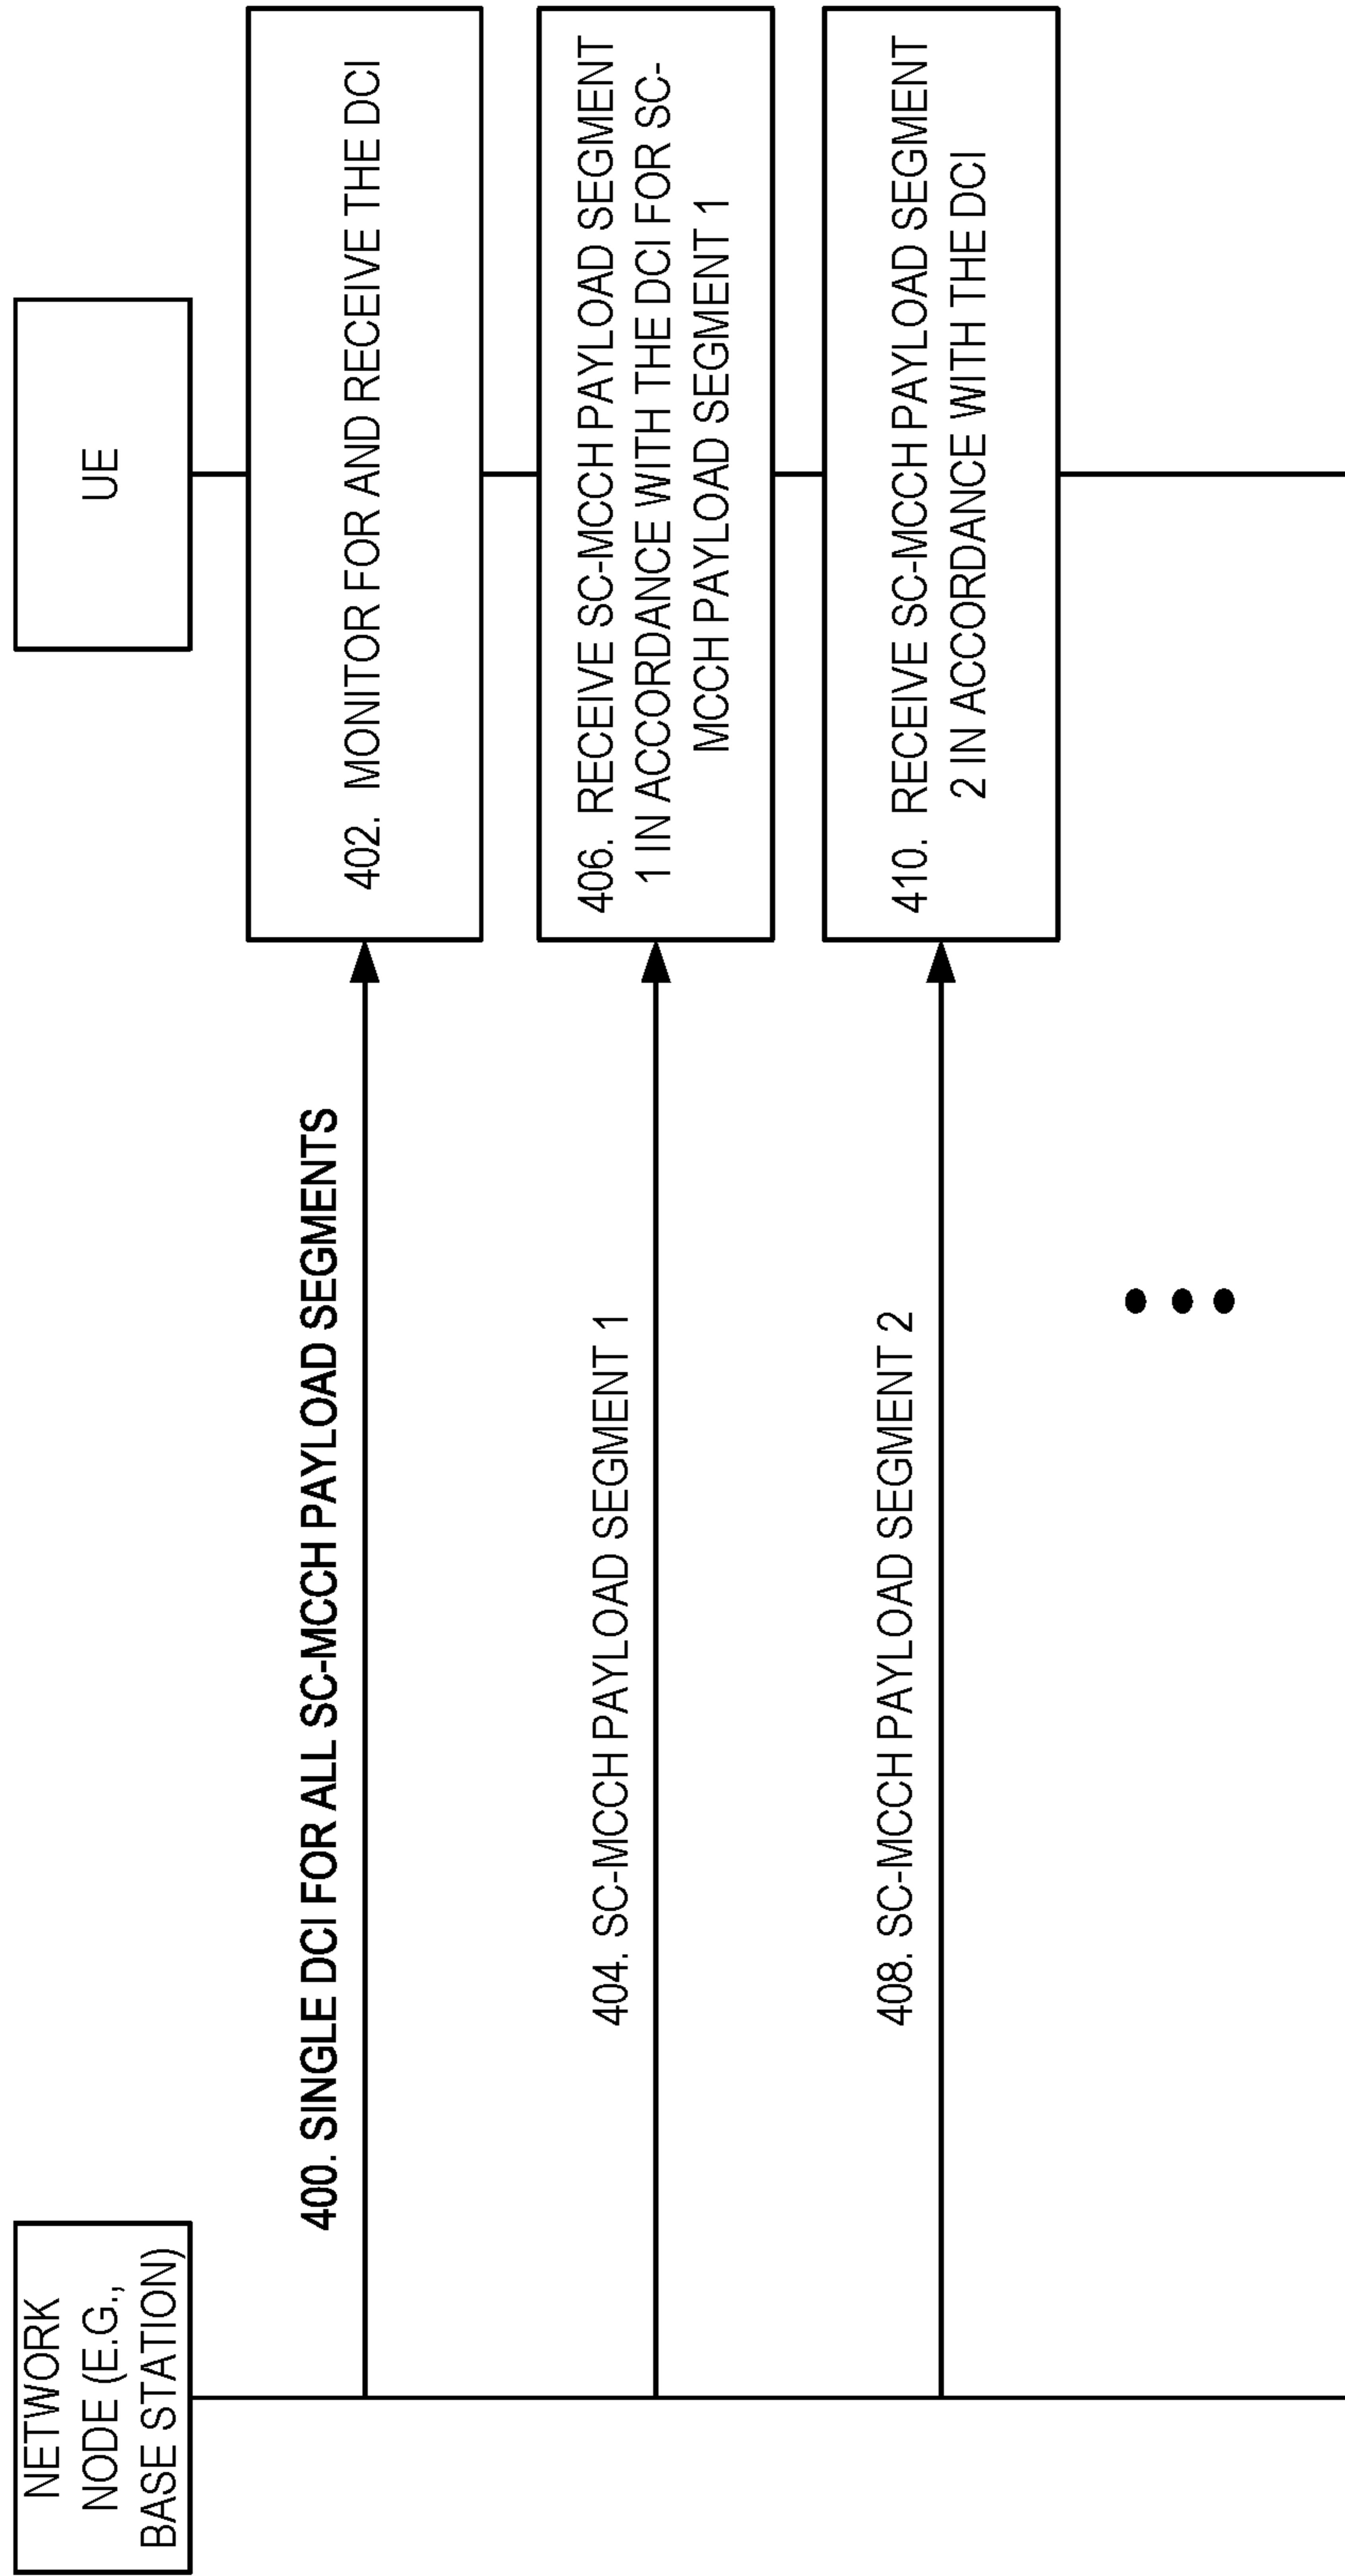 NETWORK
NODE (E.G.,
BASE STATION)
UE
400. SINGLE DCI FOR ALL SC-MCCH PAYLOAD SEGMENTS
402. MONITOR FOR AND RECEIVE THE DCI
404. SC-MCCH PAYLOAD SEGMENT 1
406. RECEIVE SC-MCCH PAYLOAD SEGMENT
1 IN ACCORDANCE WITH THE DCI FOR SC-
MCCH PAYLOAD SEGMENT 1
408. SC-MCCH PAYLOAD SEGMENT 2
410. RECEIVE SC-MCCH PAYLOAD SEGMENT
2 IN ACCORDANCE WITH THE DCI